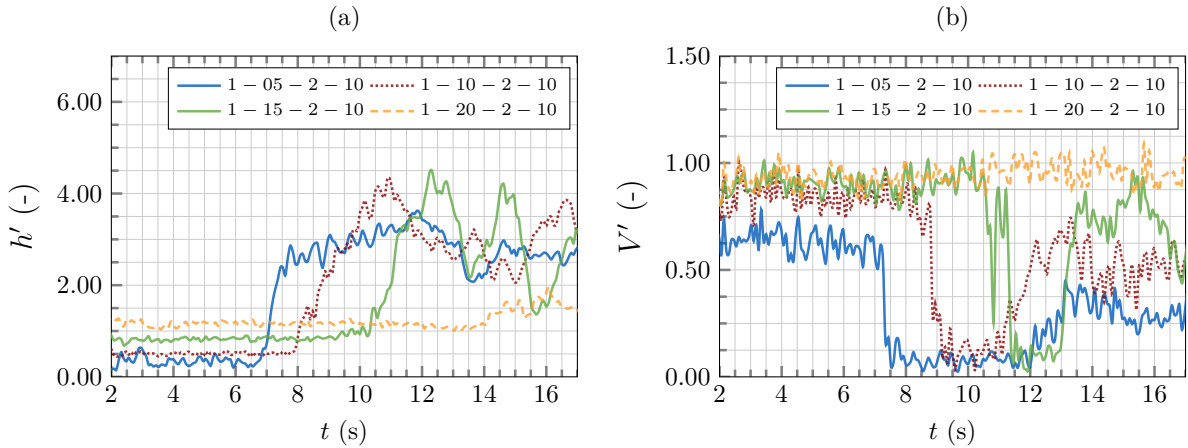 (a)
1 − 05 − 2 − 10 1 − 10 − 2 − 10
1 − 15 − 2 − 10 1 − 20 − 2 − 10
6.00
4.00
2.00
0.00
h′ (-)
2 4 6 8 10 12 14 16
t (s)
(b)
1.50
1 − 05 − 2 − 10 1 − 10 − 2 − 10
1 − 15 − 2 − 10 1 − 20 − 2 − 10
1.00
0.50
0.00
V′ (-)
2 4 6 8 10 12 14 16
t (s)